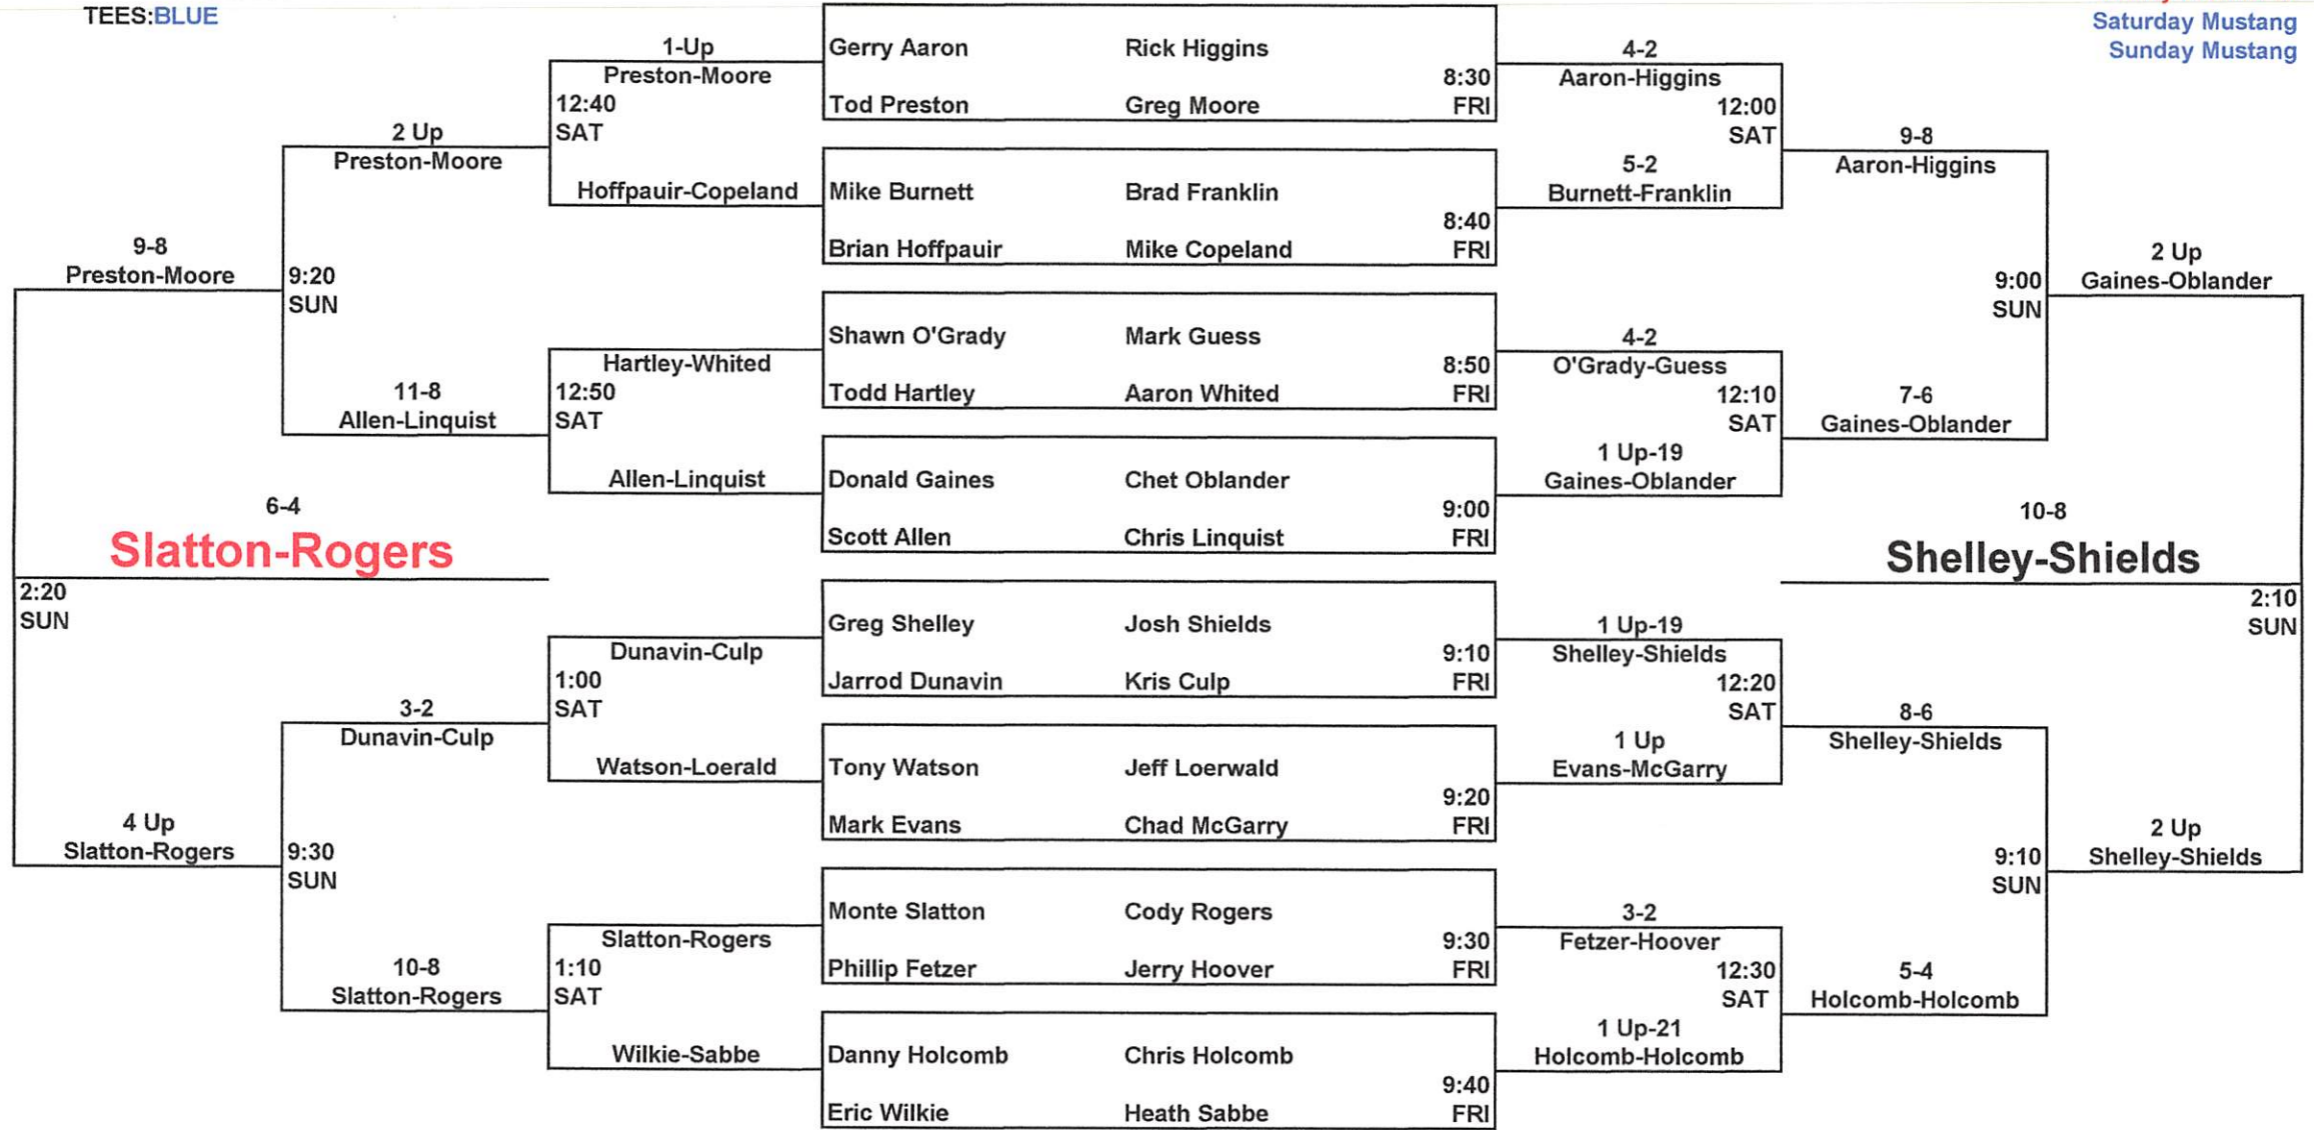 TEES:BLUE
Saturday Mustang
Sunday Mustang
1-Up
Preston-Moore
12:40
SAT
Hoffpauir-Copeland
2 Up
Preston-Moore
9-8
Preston-Moore
9:20
SUN
Hartley-Whited
12:50
SAT
Allen-Linquist
11-8
Allen-Linquist
6-4
Slatton-Rogers
2:20
SUN
Dunavin-Culp
1:00
SAT
Watson-Loerald
3-2
Dunavin-Culp
4 Up
Slatton-Rogers
9:30
SUN
Slatton-Rogers
1:10
SAT
Wilkie-Sabbe
10-8
Slatton-Rogers
Gerry Aaron Rick Higgins
8:30
Tod Preston Greg Moore FRI
Mike Burnett Brad Franklin
8:40
Brian Hoffpauir Mike Copeland FRI
Shawn O'Grady Mark Guess
8:50
Todd Hartley Aaron Whited FRI
Donald Gaines Chet Oblander
9:00
Scott Allen Chris Linquist FRI
Greg Shelley Josh Shields
9:10
Jarrod Dunavin Kris Culp FRI
Tony Watson Jeff Loerwald
9:20
Mark Evans Chad McGarry FRI
Monte Slatton Cody Rogers
9:30
Phillip Fetzer Jerry Hoover FRI
Danny Holcomb Chris Holcomb
9:40
Eric Wilkie Heath Sabbe FRI
4-2
Aaron-Higgins
12:00
SAT
5-2
Burnett-Franklin
9-8
Aaron-Higgins
4-2
O'Grady-Guess
12:10
SAT
1 Up-19
Gaines-Oblander
7-6
Gaines-Oblander
9:00
SUN
2 Up
Gaines-Oblander
10-8
Shelley-Shields
2:10
SUN
1 Up-19
Shelley-Shields
12:20
SAT
1 Up
Evans-McGarry
8-6
Shelley-Shields
9:10
SUN
2 Up
Shelley-Shields
3-2
Fetzer-Hoover
12:30
SAT
1 Up-21
Holcomb-Holcomb
5-4
Holcomb-Holcomb